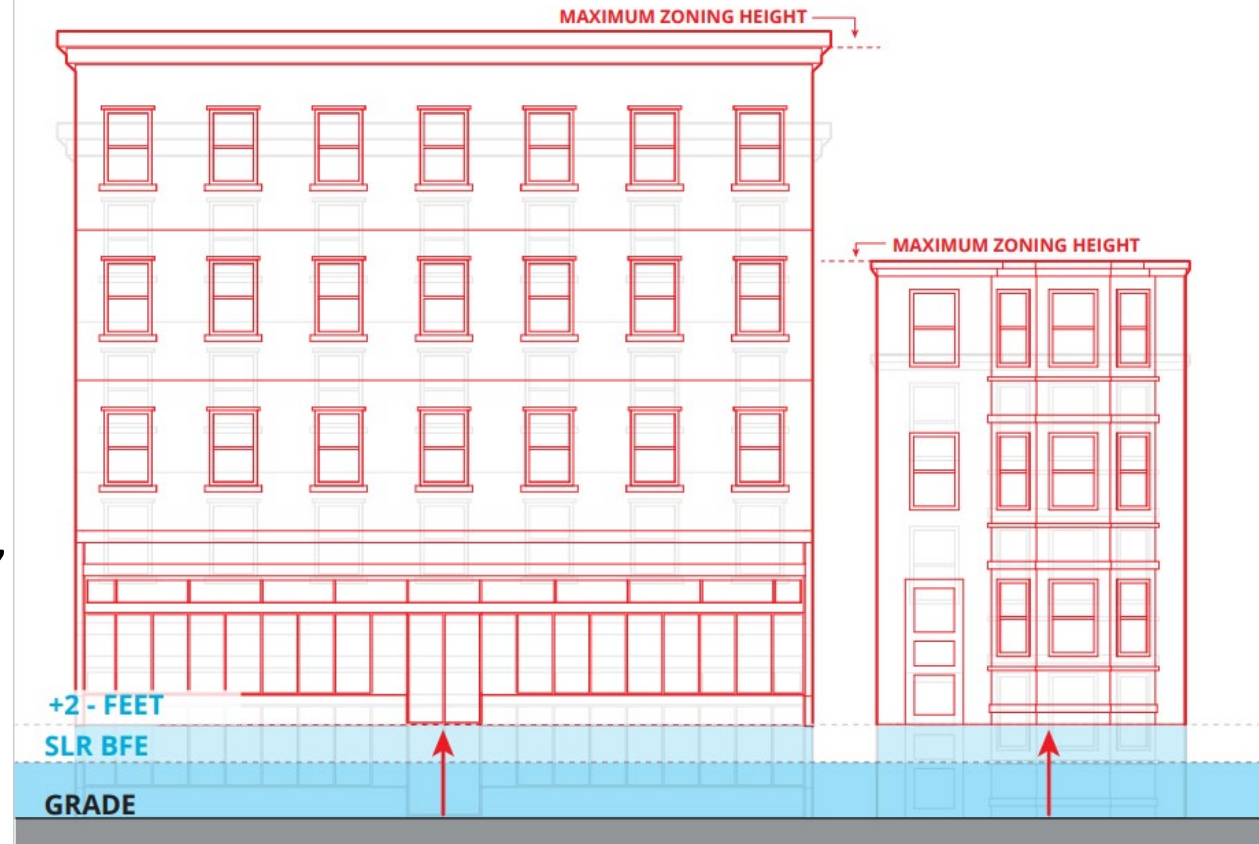 MAXIMUM ZONING HEIGHT
MAXIMUM ZONING HEIGHT
+2 - FEET
SLR BFE
GRADE